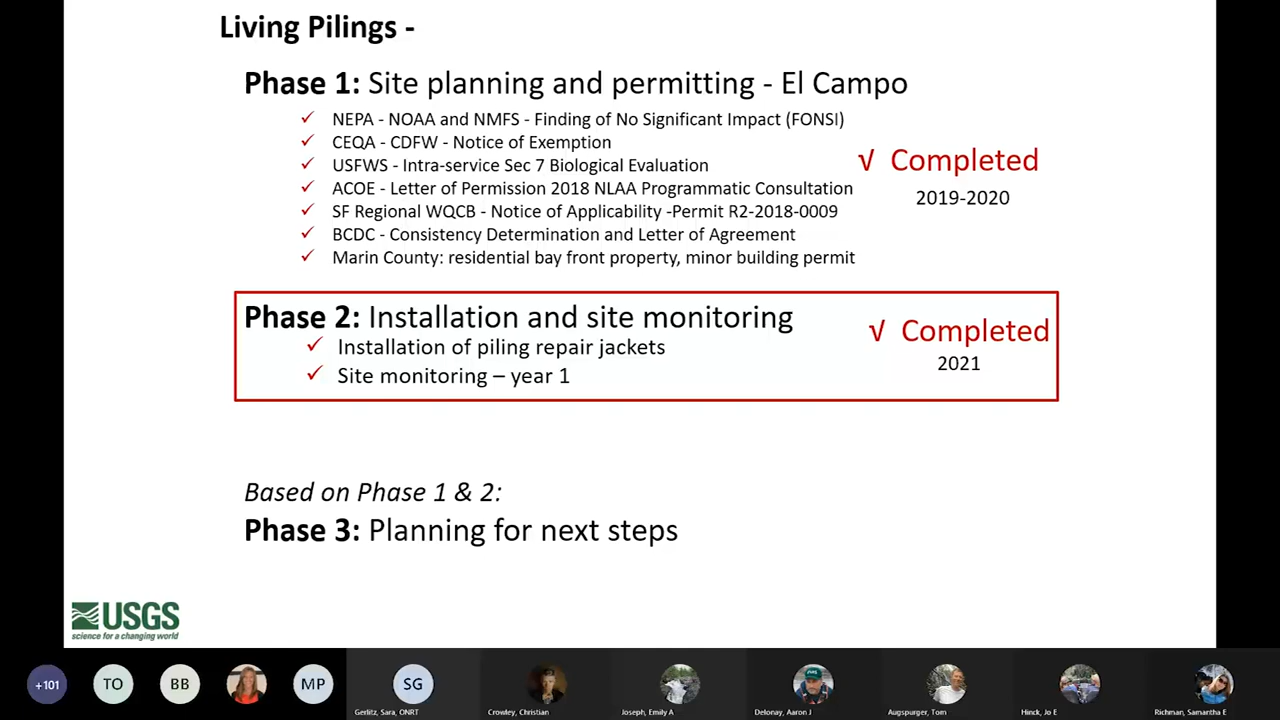 Living Pilings -
Phase 1: Site planning and permitting - El Campo
✓ NEPA - NOAA and NMFS - Finding of No Significant Impact (FONSI)
✓ CEQA - CDFW - Notice of Exemption
✓ USFWS - Intra-service Sec 7 Biological Evaluation
✓ ACOE - Letter of Permission 2018 NLAA Programmatic Consultation
✓ SF Regional WQCB - Notice of Applicability -Permit R2-2018-0009
✓ BCDC - Consistency Determination and Letter of Agreement
✓ Marin County: residential bay front property, minor building permit
√ Completed
2019-2020
Phase 2: Installation and site monitoring
✓ Installation of piling repair jackets
✓ Site monitoring – year 1
√ Completed
2021
Based on Phase 1 & 2:
Phase 3: Planning for next steps
USGS
science for a changing world
+101
TO
BB
MP
SG
Gerlitz, Sara, ONRT
Crowley, Christian
Joseph, Emily A
Delonay, Aaron J
Augspurger, Tom
Hinck, Jo E
Richman, Samantha E